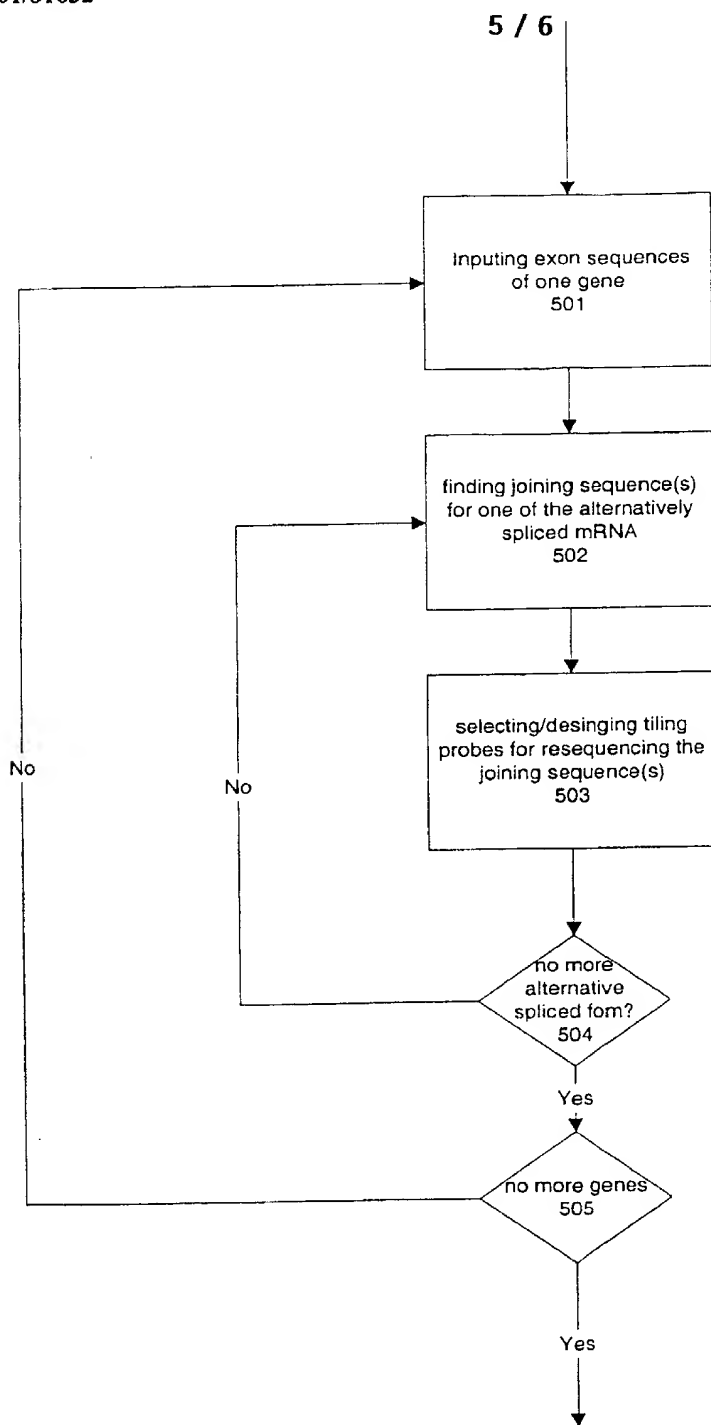 5 / 6
Inputing exon sequences
of one gene
501
finding joining sequence(s)
for one of the alternatively
spliced mRNA
502
selecting/desinging tiling
probes for resequencing the
joining sequence(s)
503
No
No
no more
alternative
spliced fom?
504
Yes
no more genes
505
Yes